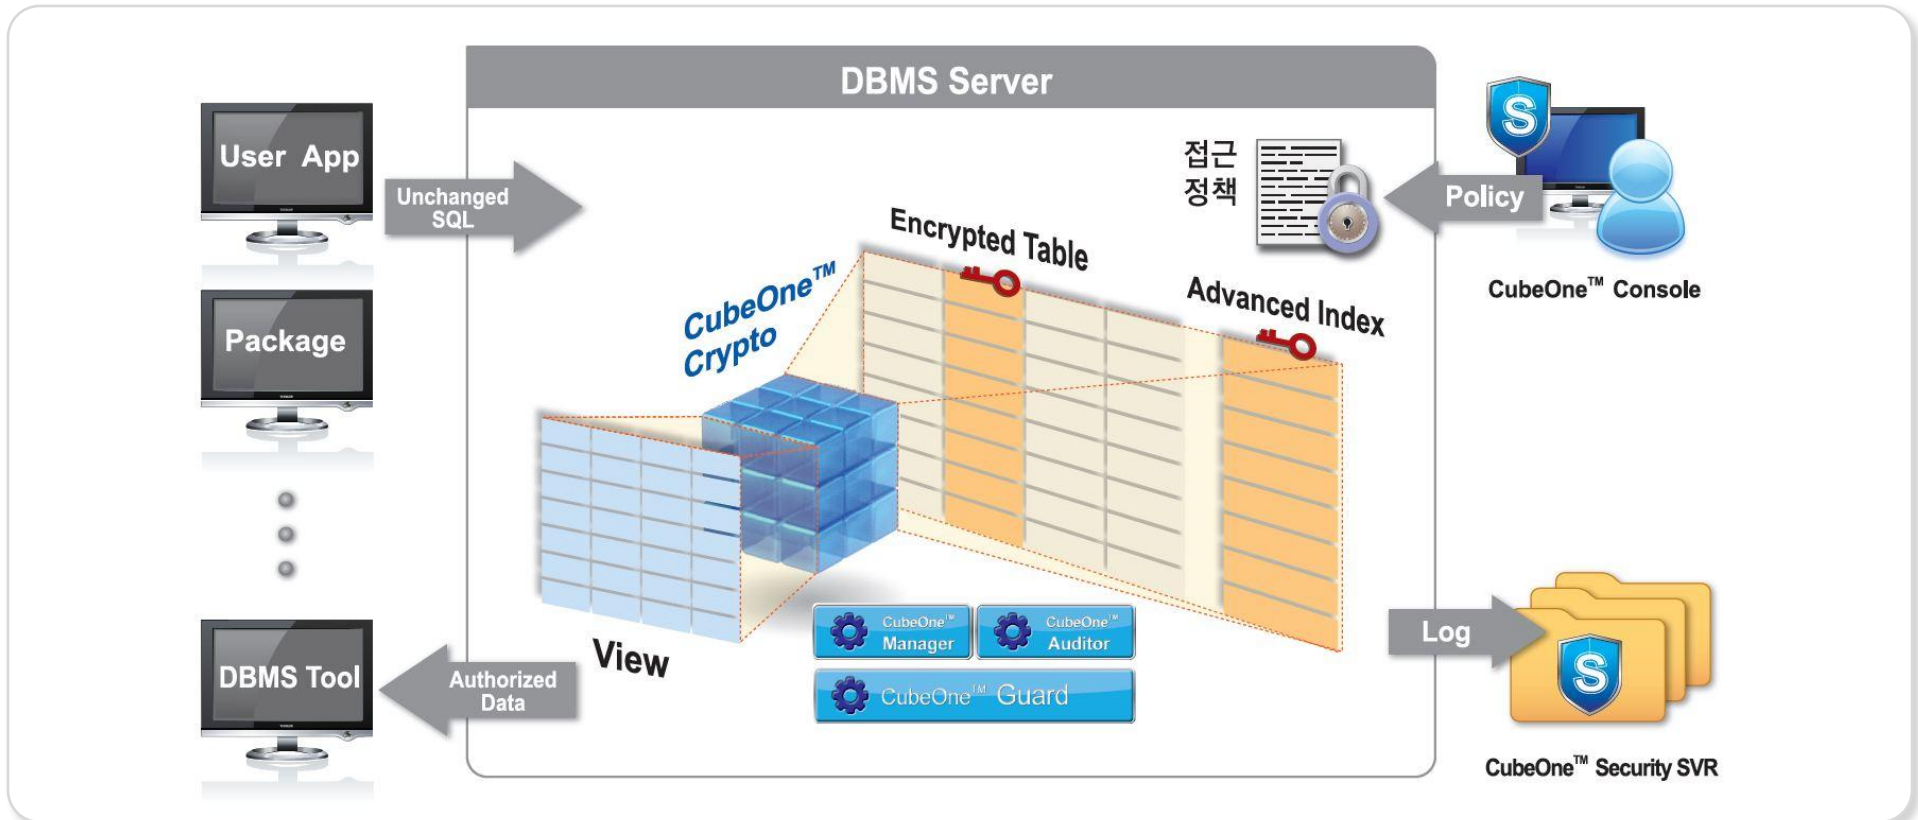 DBMS Server
User App
Unchanged
SQL
Package
DBMS Tool
Authorized
Data
접근
정책
Policy
CubeOne™ Console
Encrypted Table
Advanced Index
CubeOne™
Crypto
View
CubeOne™
Manager
CubeOne™
Auditor
CubeOne™ Guard
Log
CubeOne™ Security SVR